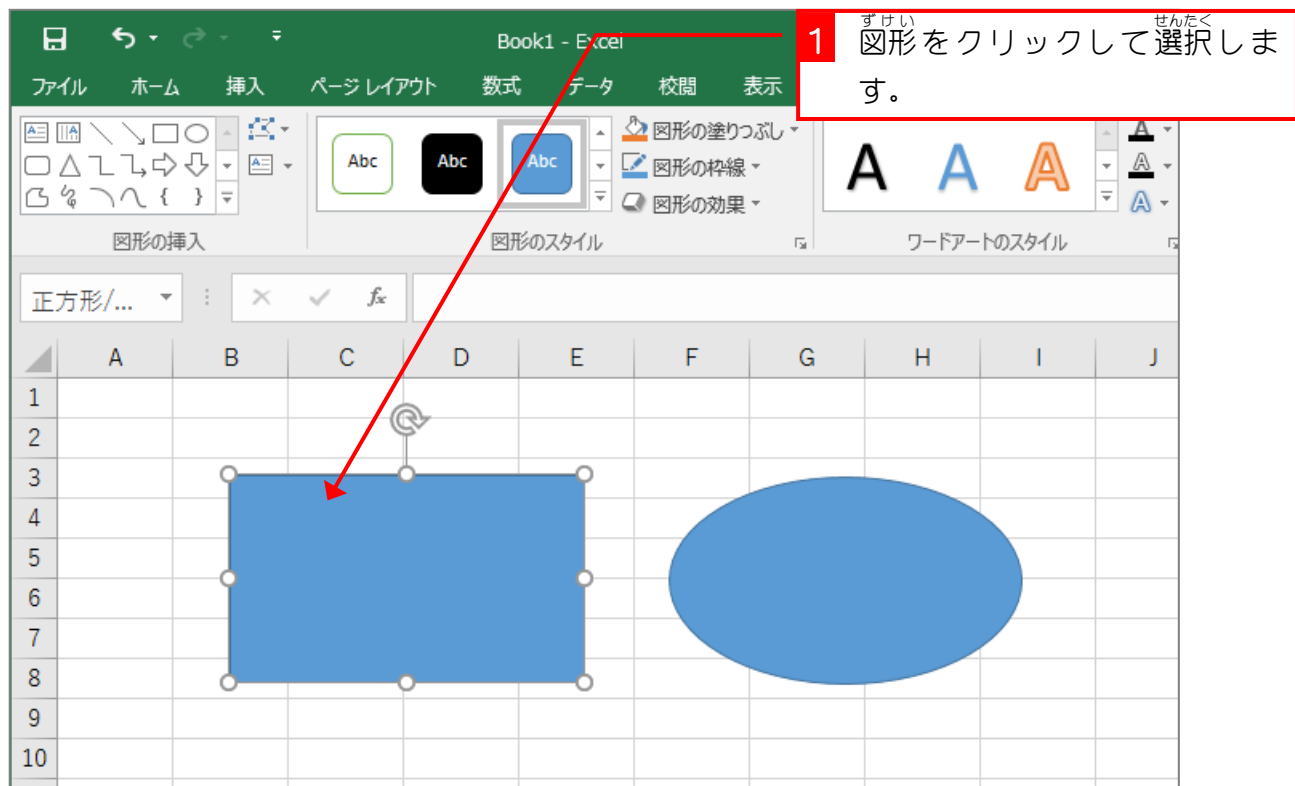 Book1 - Excel
1 図形をクリックして選択しま
ずけい せんたく
す。
ファイル ホーム 挿入 ページ レイアウト 数式 データ 校閲 表示
Abc Abc Abc
図形の塗りつぶし
図形の枠線
図形の効果
A A A
A
A
A
図形の挿入 図形のスタイル ワードアートのスタイル
正方形/... fx
A B C D E F G H I J
1
2
3
4
5
6
7
8
9
10